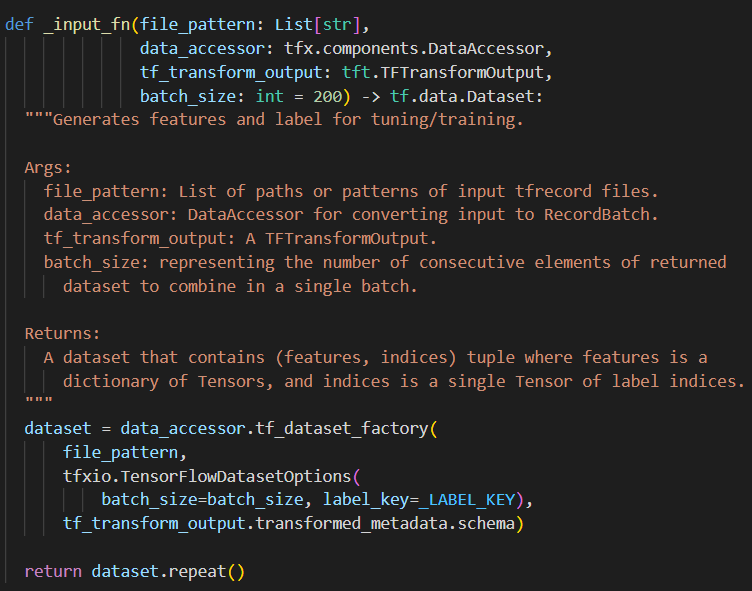 def _input_fn(file_pattern: List[str],
              data_accessor: tfx.components.DataAccessor,
              tf_transform_output: tft.TFTransformOutput,
              batch_size: int = 200) -> tf.data.Dataset:
  """Generates features and label for tuning/training.

  Args:
    file_pattern: List of paths or patterns of input tfrecord files.
    data_accessor: DataAccessor for converting input to RecordBatch.
    tf_transform_output: A TFTransformOutput.
    batch_size: representing the number of consecutive elements of returned
      dataset to combine in a single batch.

  Returns:
    A dataset that contains (features, indices) tuple where features is a
      dictionary of Tensors, and indices is a single Tensor of label indices.
  """
  dataset = data_accessor.tf_dataset_factory(
      file_pattern,
      tfxio.TensorFlowDatasetOptions(
          batch_size=batch_size, label_key=_LABEL_KEY),
      tf_transform_output.transformed_metadata.schema)

  return dataset.repeat()